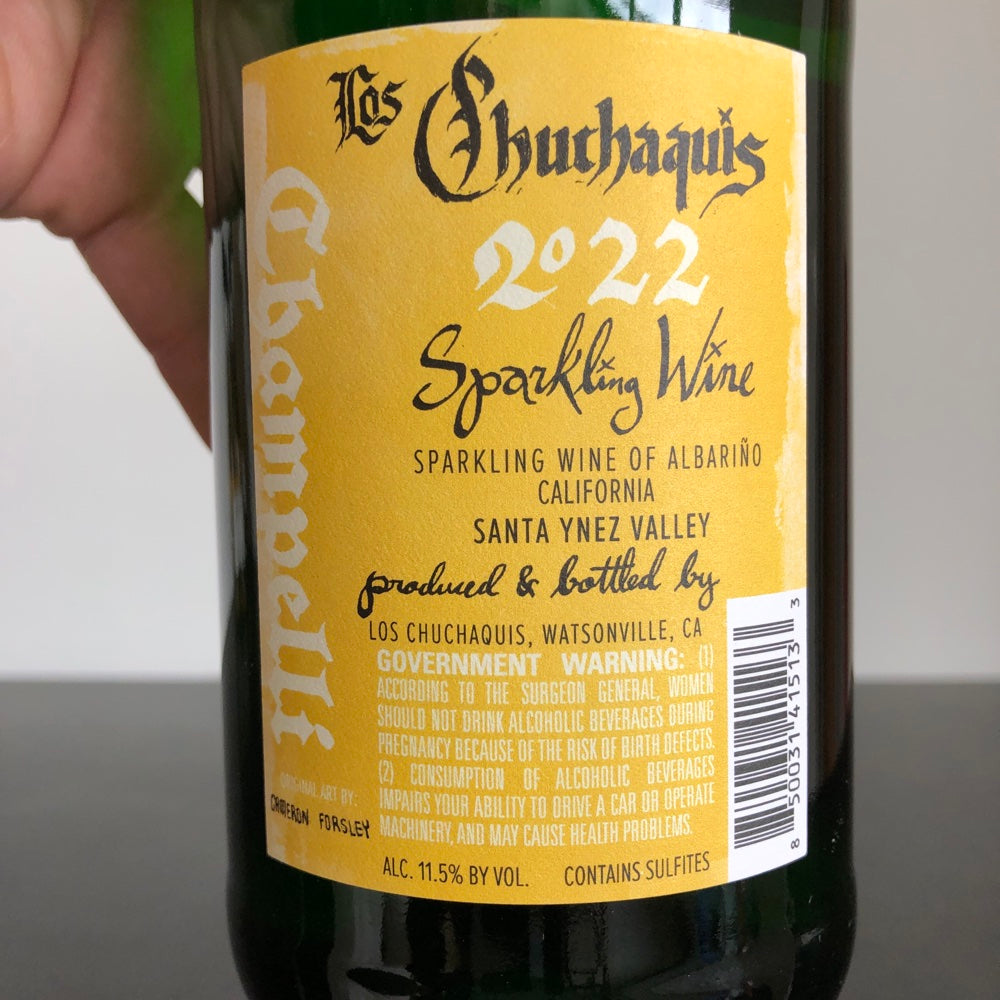 Los Chuchaquis
2022
Sparkling Wine
SPARKLING WINE OF ALBARIÑO
CALIFORNIA
SANTA YNEZ VALLEY
produced & bottled by
LOS CHUCHAQUIS, WATSONVILLE, CA
GOVERNMENT WARNING: (1)
ACCORDING TO THE SURGEON GENERAL, WOMEN
SHOULD NOT DRINK ALCOHOLIC BEVERAGES DURING
PREGNANCY BECAUSE OF THE RISK OF BIRTH DEFECTS.
(2) CONSUMPTION OF ALCOHOLIC BEVERAGES
IMPAIRS YOUR ABILITY TO DRIVE A CAR OR OPERATE
MACHINERY, AND MAY CAUSE HEALTH PROBLEMS.
ALC. 11.5% BY VOL. CONTAINS SULFITES
Champelli
ORIGINAL ART BY:
CAMERON FORSLEY
8 50031 41513 3